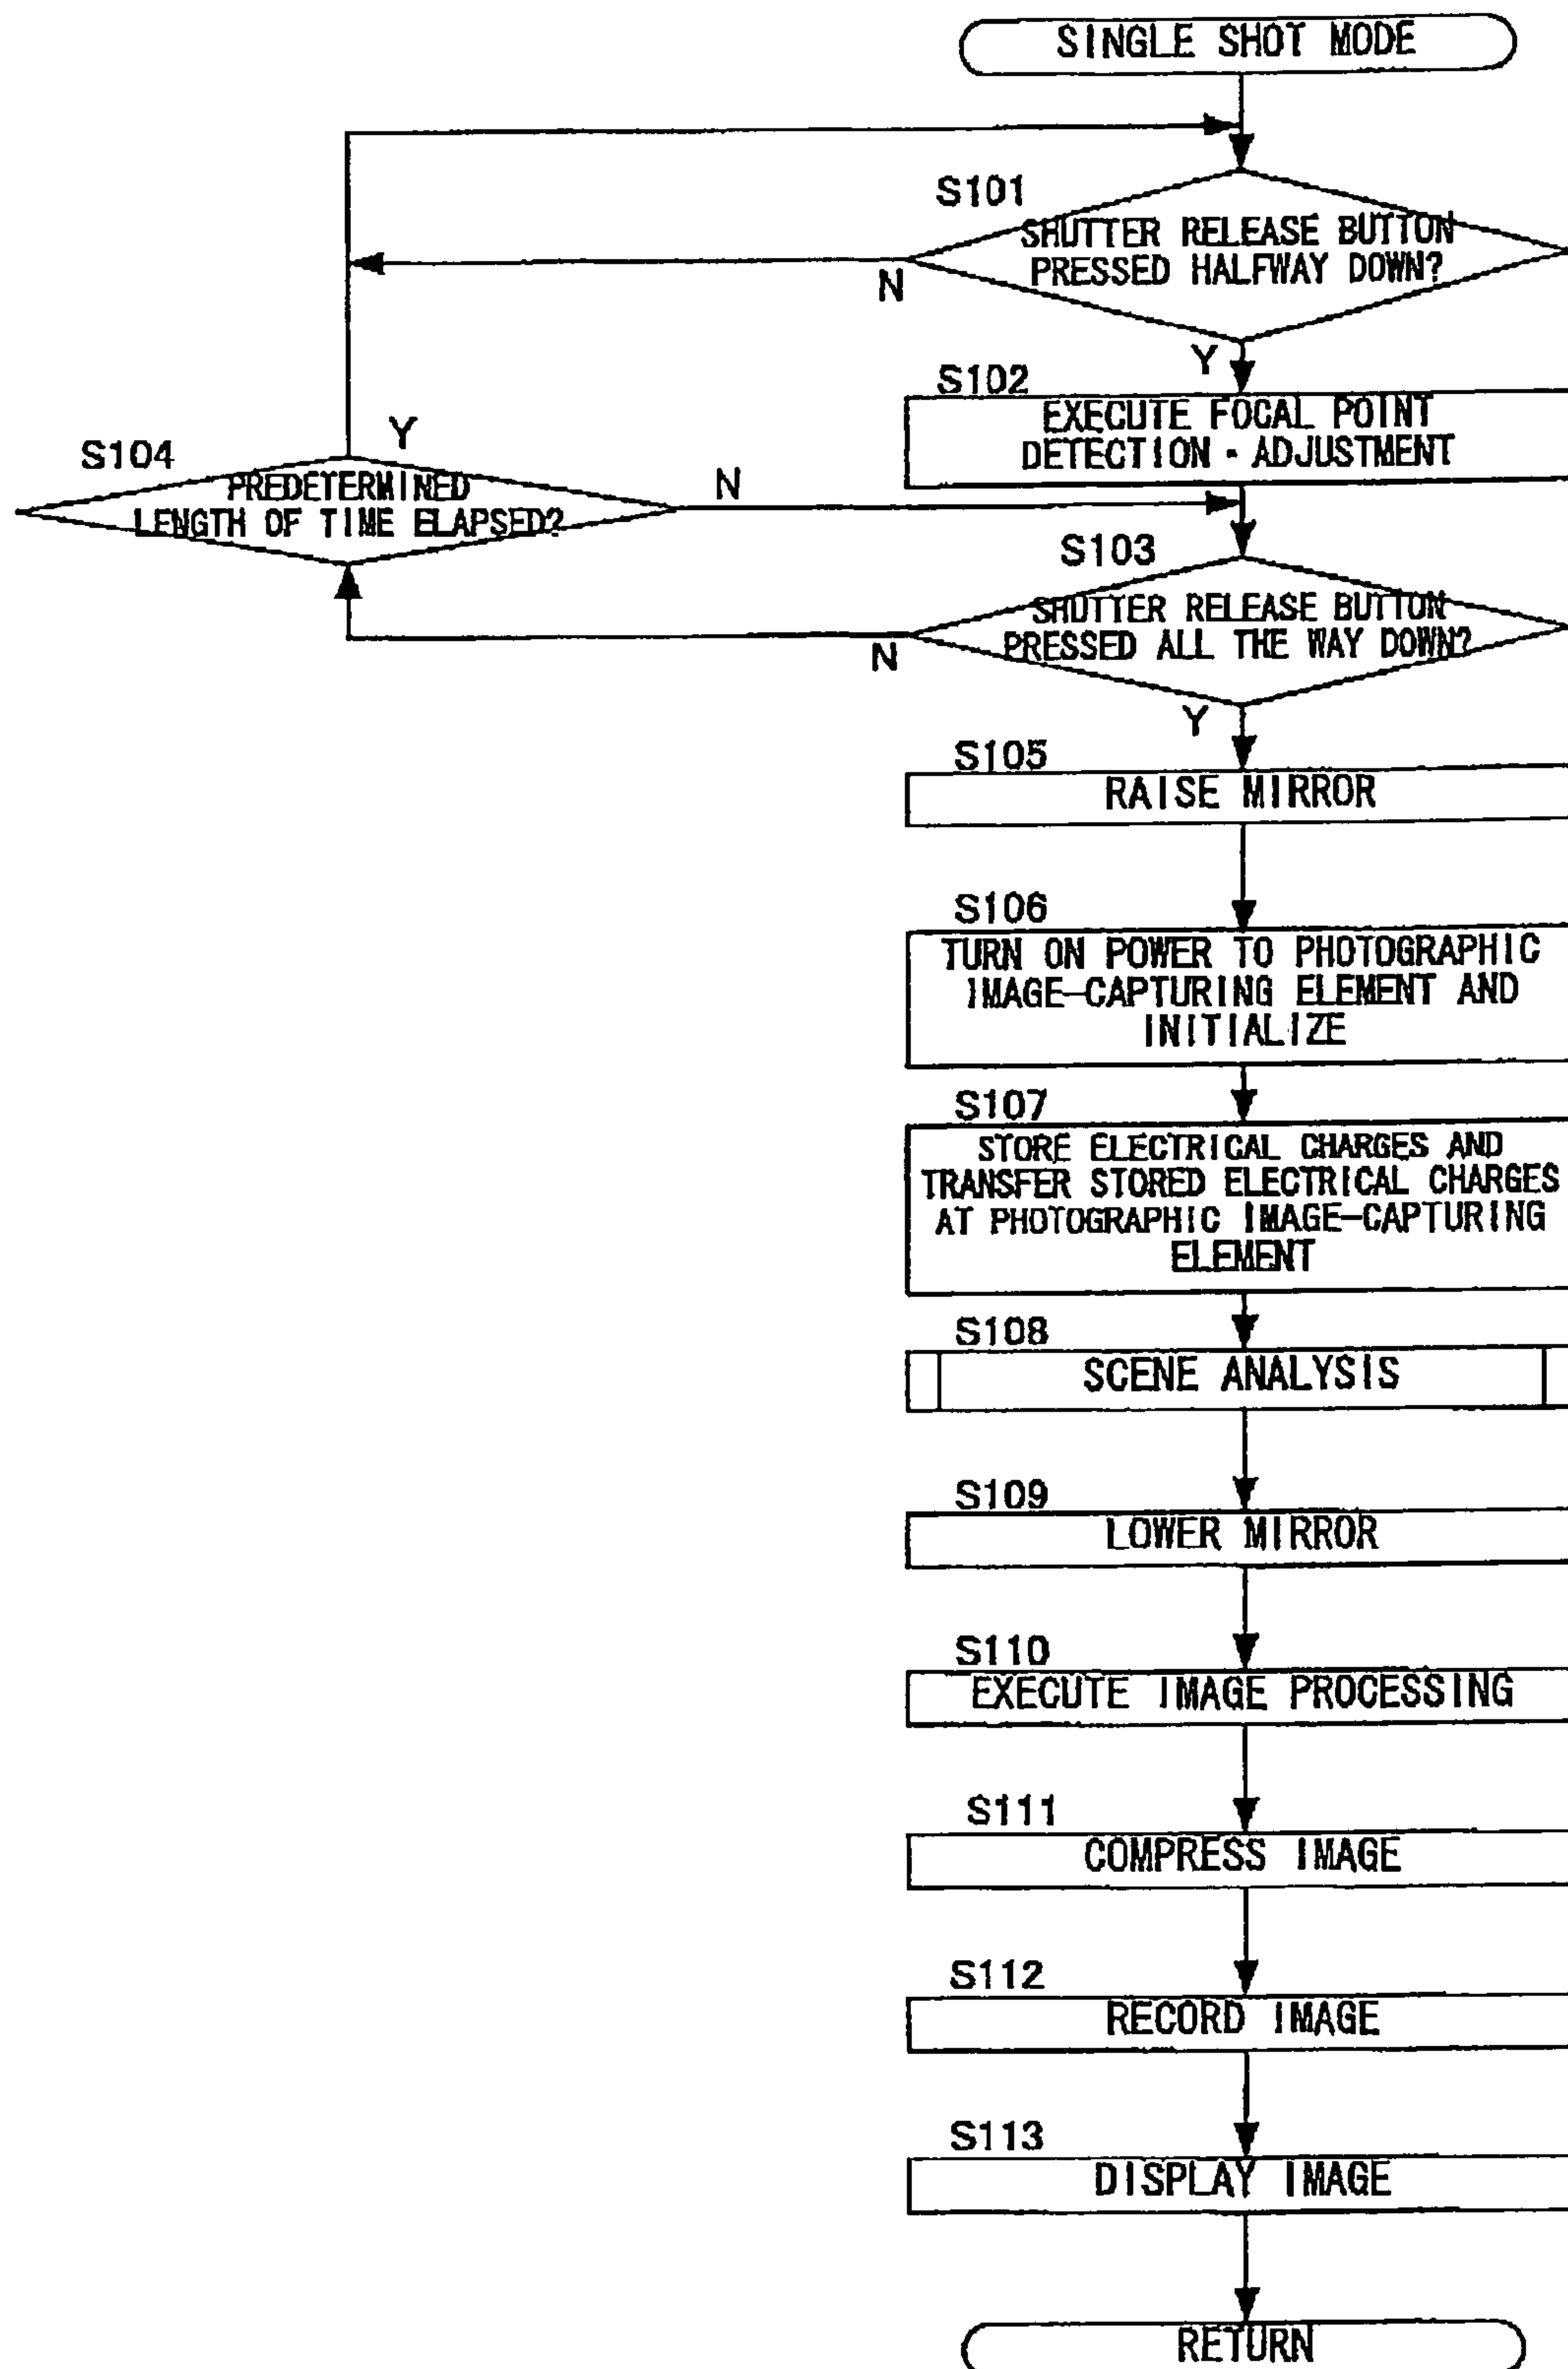 SINGLE SHOT MODE
S101
SHUTTER RELEASE BUTTON
PRESSED HALFWAY DOWN?
N
Y
S102
EXECUTE FOCAL POINT
DETECTION・ADJUSTMENT
S104
Y
PREDETERMINED
LENGTH OF TIME ELAPSED?
N
S103
SHUTTER RELEASE BUTTON
PRESSED ALL THE WAY DOWN?
N
Y
S105
RAISE MIRROR
S106
TURN ON POWER TO PHOTOGRAPHIC
IMAGE-CAPTURING ELEMENT AND
INITIALIZE
S107
STORE ELECTRICAL CHARGES AND
TRANSFER STORED ELECTRICAL CHARGES
AT PHOTOGRAPHIC IMAGE-CAPTURING
ELEMENT
S108
SCENE ANALYSIS
S109
LOWER MIRROR
S110
EXECUTE IMAGE PROCESSING
S111
COMPRESS IMAGE
S112
RECORD IMAGE
S113
DISPLAY IMAGE
RETURN